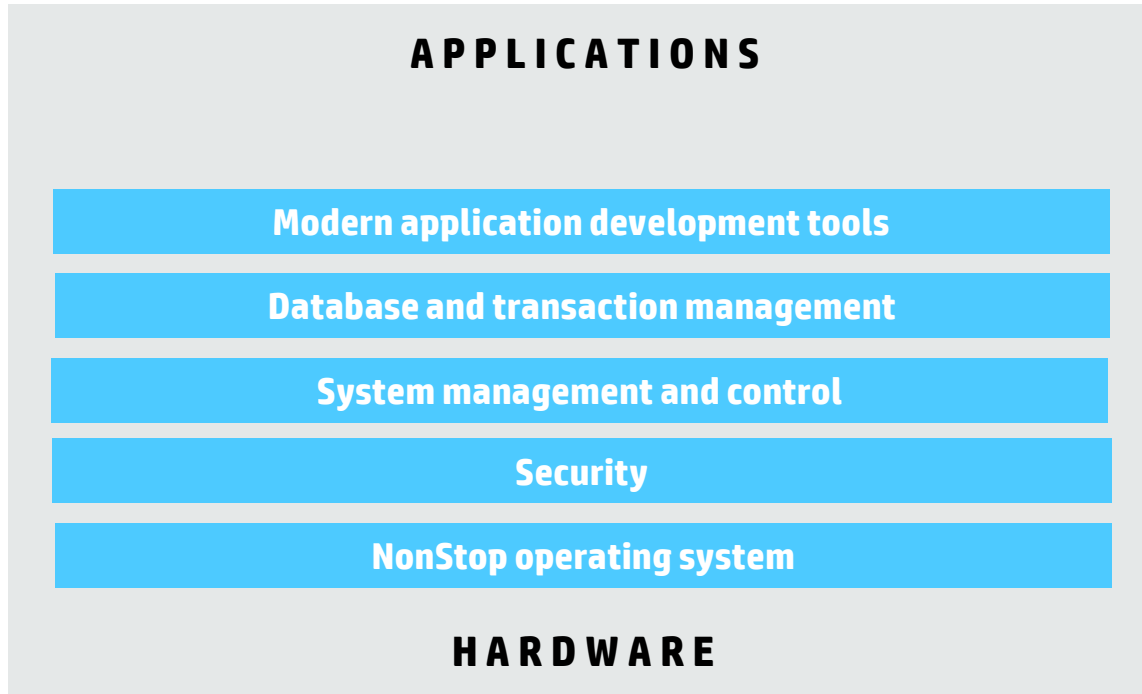 APPLICATIONS
Modern application development tools
Database and transaction management
System management and control
Security
NonStop operating system
HARDWARE